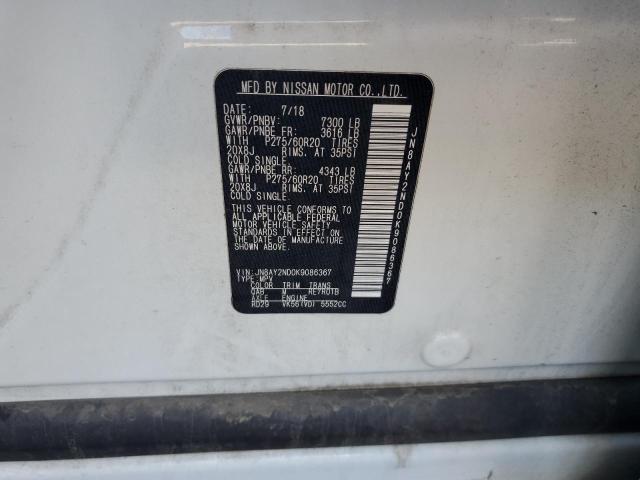 MFD BY NISSAN MOTOR CO.,LTD.
DATE: 7/18
GVWR/PNBV: 7300 LB
GAWR/PNBE FR: 3616 LB
WITH P275/60R20
20X8J RIMS. AT 35PSI
COLD SINGLE.
GAWR/PNBE RR: 4343 LB
WITH P275/60R20
20X8J RIMS. AT 35PSI
COLD SINGLE.
THIS VEHICLE CONFORMS TO
ALL APPLICABLE FEDERAL
MOTOR VEHICLE SAFETY
STANDARDS IN EFFECT ON
THE DATE OF MANUFACTURE
SHOWN ABOVE.
VIN: JN8AY2ND0K9086367
TYPE: MPV
COLOR TRIM TRANS
QAB M RE7R01B
AXLE ENGINE
RD29 VK56(VD) 5552CC
JN8AY2ND0K9086367